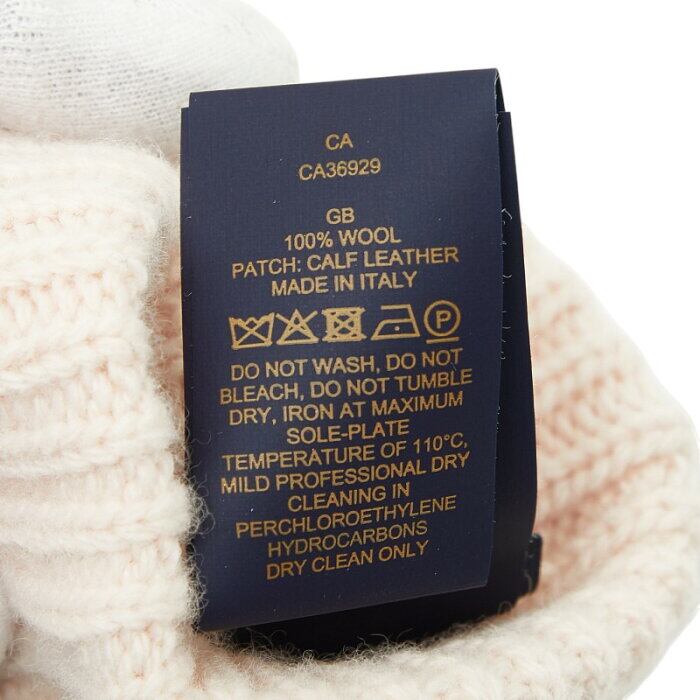 CA
CA36929
GB
100% WOOL
PATCH: CALF LEATHER
MADE IN ITALY
P
DO NOT WASH, DO NOT
BLEACH, DO NOT TUMBLE
DRY, IRON AT MAXIMUM
SOLE-PLATE
TEMPERATURE OF 110°C,
MILD PROFESSIONAL DRY
CLEANING IN
PERCHLOROETHYLENE
HYDROCARBONS
DRY CLEAN ONLY